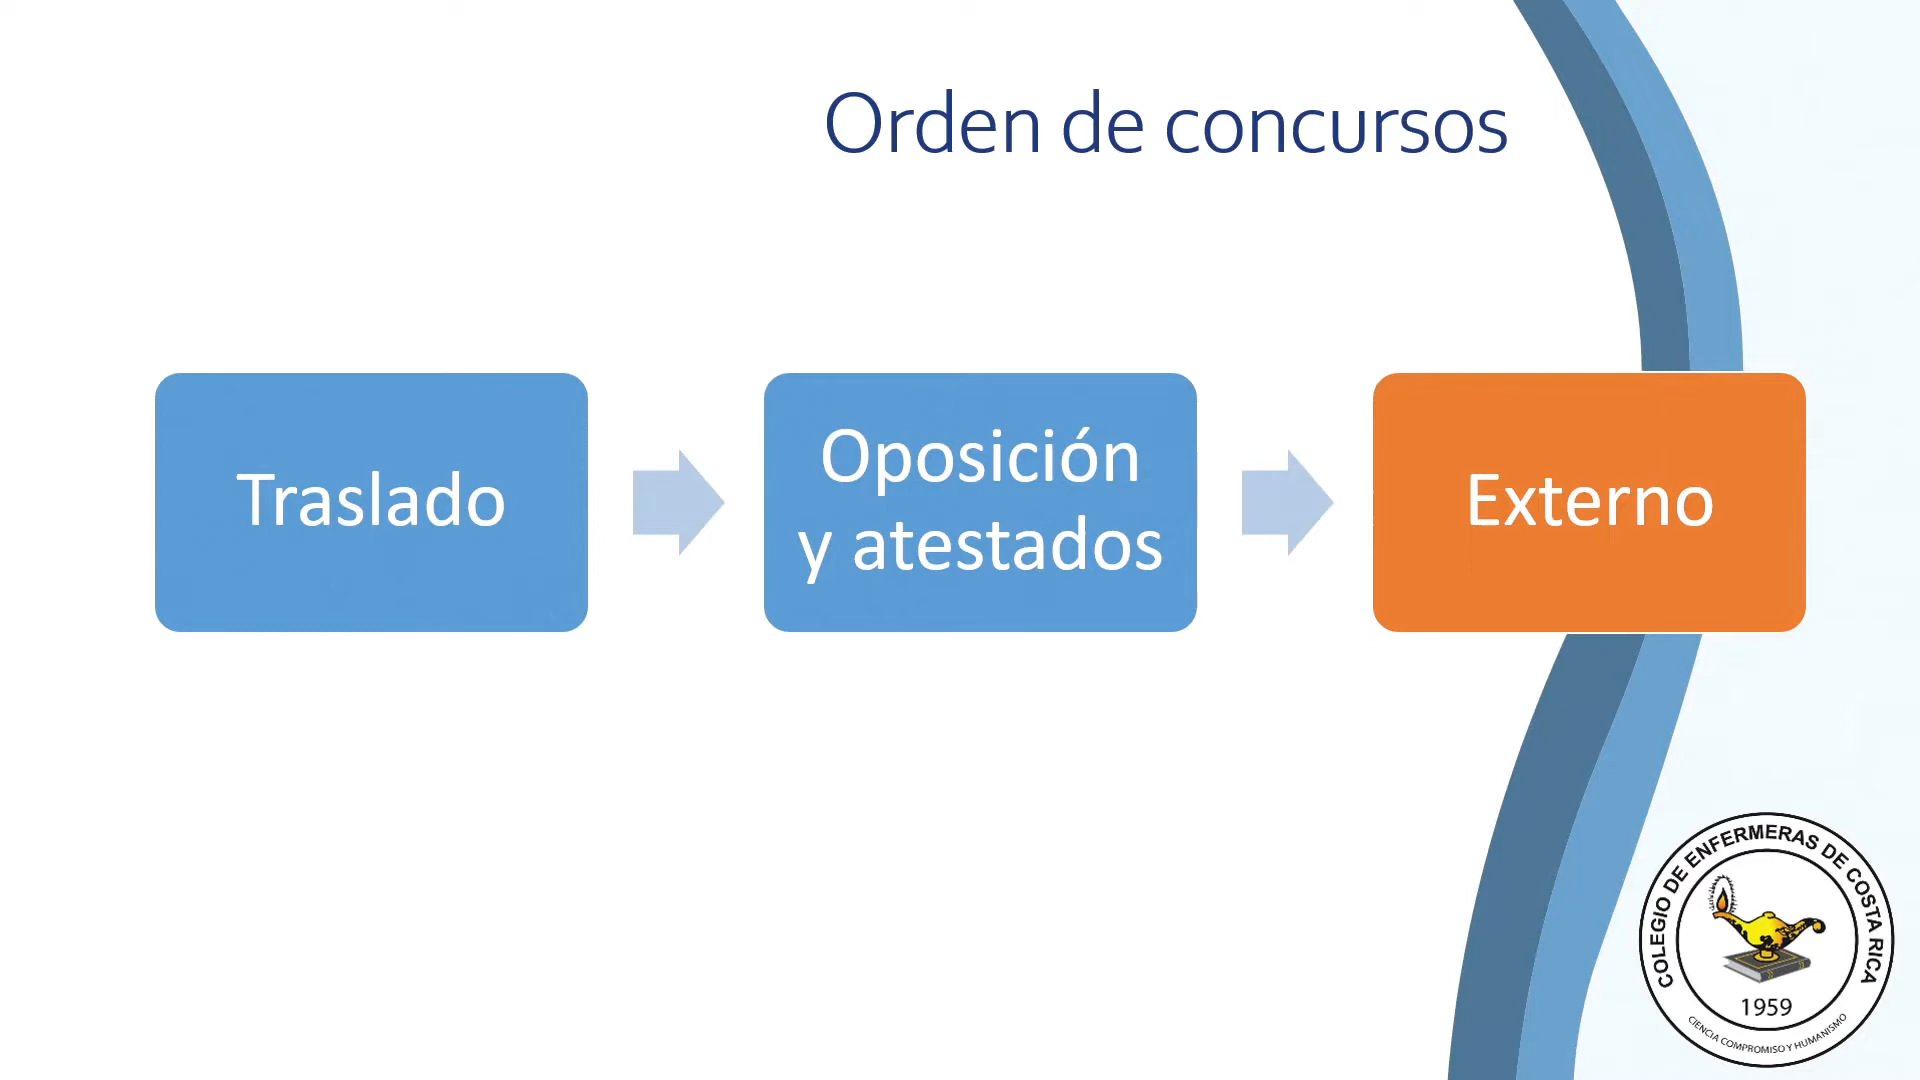 Orden de concursos
Traslado
Oposición
y atestados
Externo
COLEGIO DE ENFERMERAS DE COSTA RICA
1959
CIENCIA COMPROMISO Y HUMANISMO